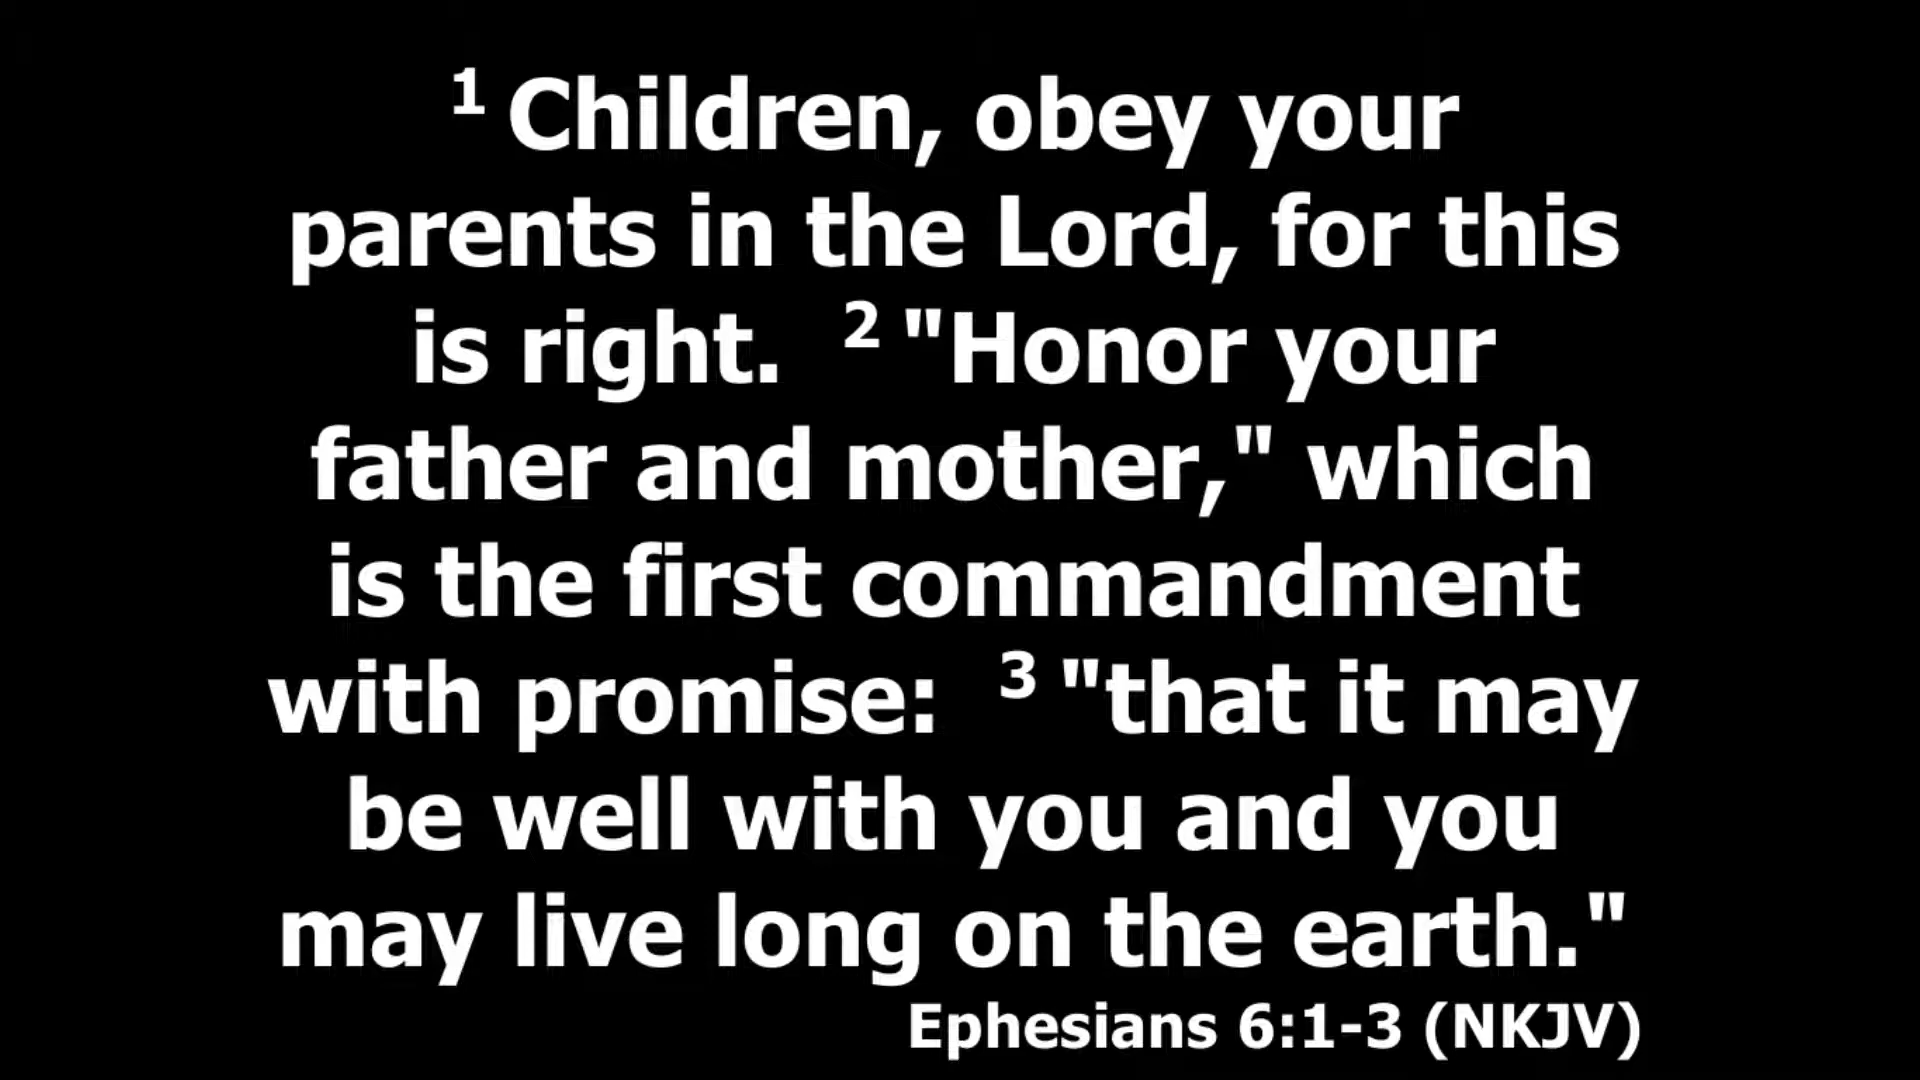 1 Children, obey your
parents in the Lord, for this
is right. 2 "Honor your
father and mother," which
is the first commandment
with promise: 3 "that it may
be well with you and you
may live long on the earth."
Ephesians 6:1-3 (NKJV)